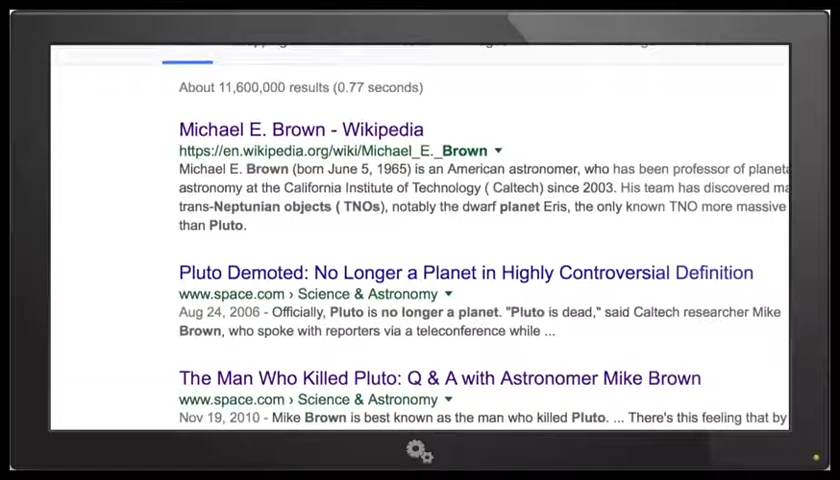 About 11,600,000 results (0.77 seconds)
Michael E. Brown - Wikipedia
https://en.wikipedia.org/wiki/Michael_E._Brown
Michael E. Brown (born June 5, 1965) is an American astronomer, who has been professor of planeta
astronomy at the California Institute of Technology ( Caltech) since 2003. His team has discovered ma
trans-Neptunian objects ( TNOs), notably the dwarf planet Eris, the only known TNO more massive
than Pluto.
Pluto Demoted: No Longer a Planet in Highly Controversial Definition
www.space.com › Science & Astronomy
Aug 24, 2006 - Officially, Pluto is no longer a planet. "Pluto is dead," said Caltech researcher Mike
Brown, who spoke with reporters via a teleconference while ...
The Man Who Killed Pluto: Q & A with Astronomer Mike Brown
www.space.com › Science & Astronomy
Nov 19, 2010 - Mike Brown is best known as the man who killed Pluto. ... There's this feeling that by